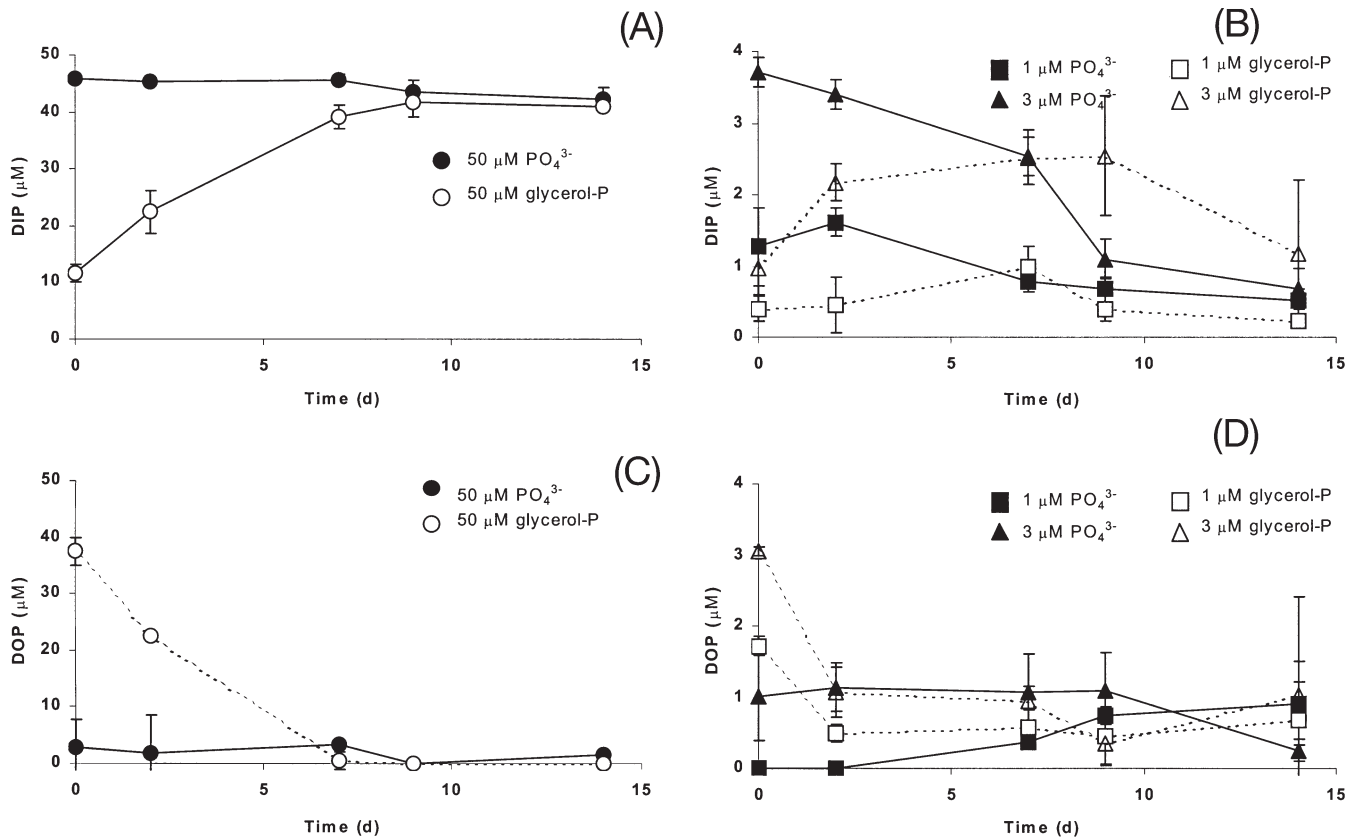 (A)
50
40
30
20
10
0
DIP (μM)
50 μM PO₄³⁻
50 μM glycerol-P
0 5 10 15
Time (d)
(B)
4
3
2
1
0
DIP (μM)
1 μM PO₄³⁻ 1 μM glycerol-P
3 μM PO₄³⁻ 3 μM glycerol-P
0 5 10 15
Time (d)
(C)
50
40
30
20
10
0
DOP (μM)
50 μM PO₄³⁻
50 μM glycerol-P
0 5 10 15
Time (d)
(D)
4
3
2
1
0
DOP (μM)
1 μM PO₄³⁻ 1 μM glycerol-P
3 μM PO₄³⁻ 3 μM glycerol-P
0 5 10 15
Time (d)